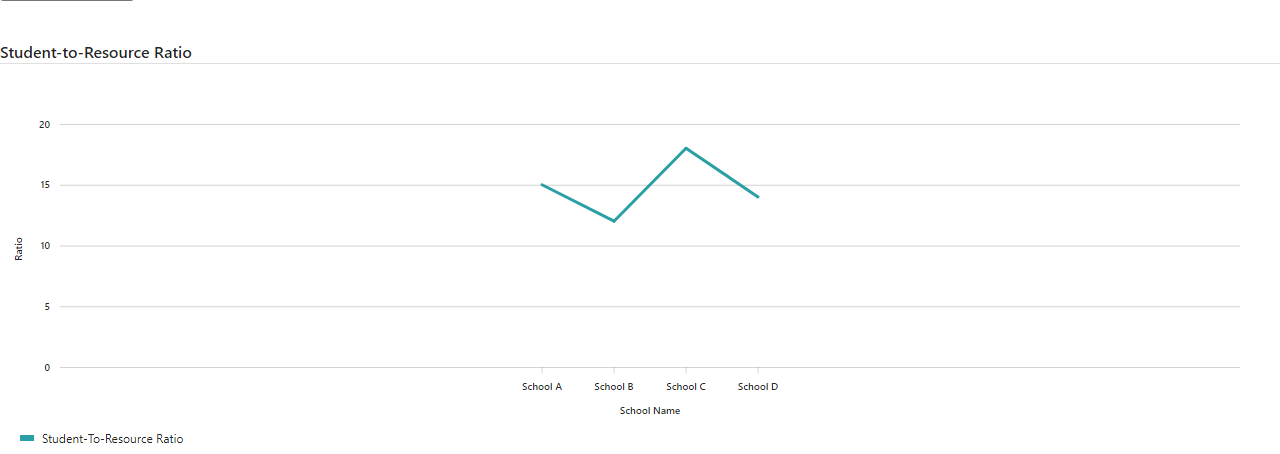 Student-to-Resource Ratio
20
15
10
5
0
Ratio
School A School B School C School D
School Name
Student-To-Resource Ratio